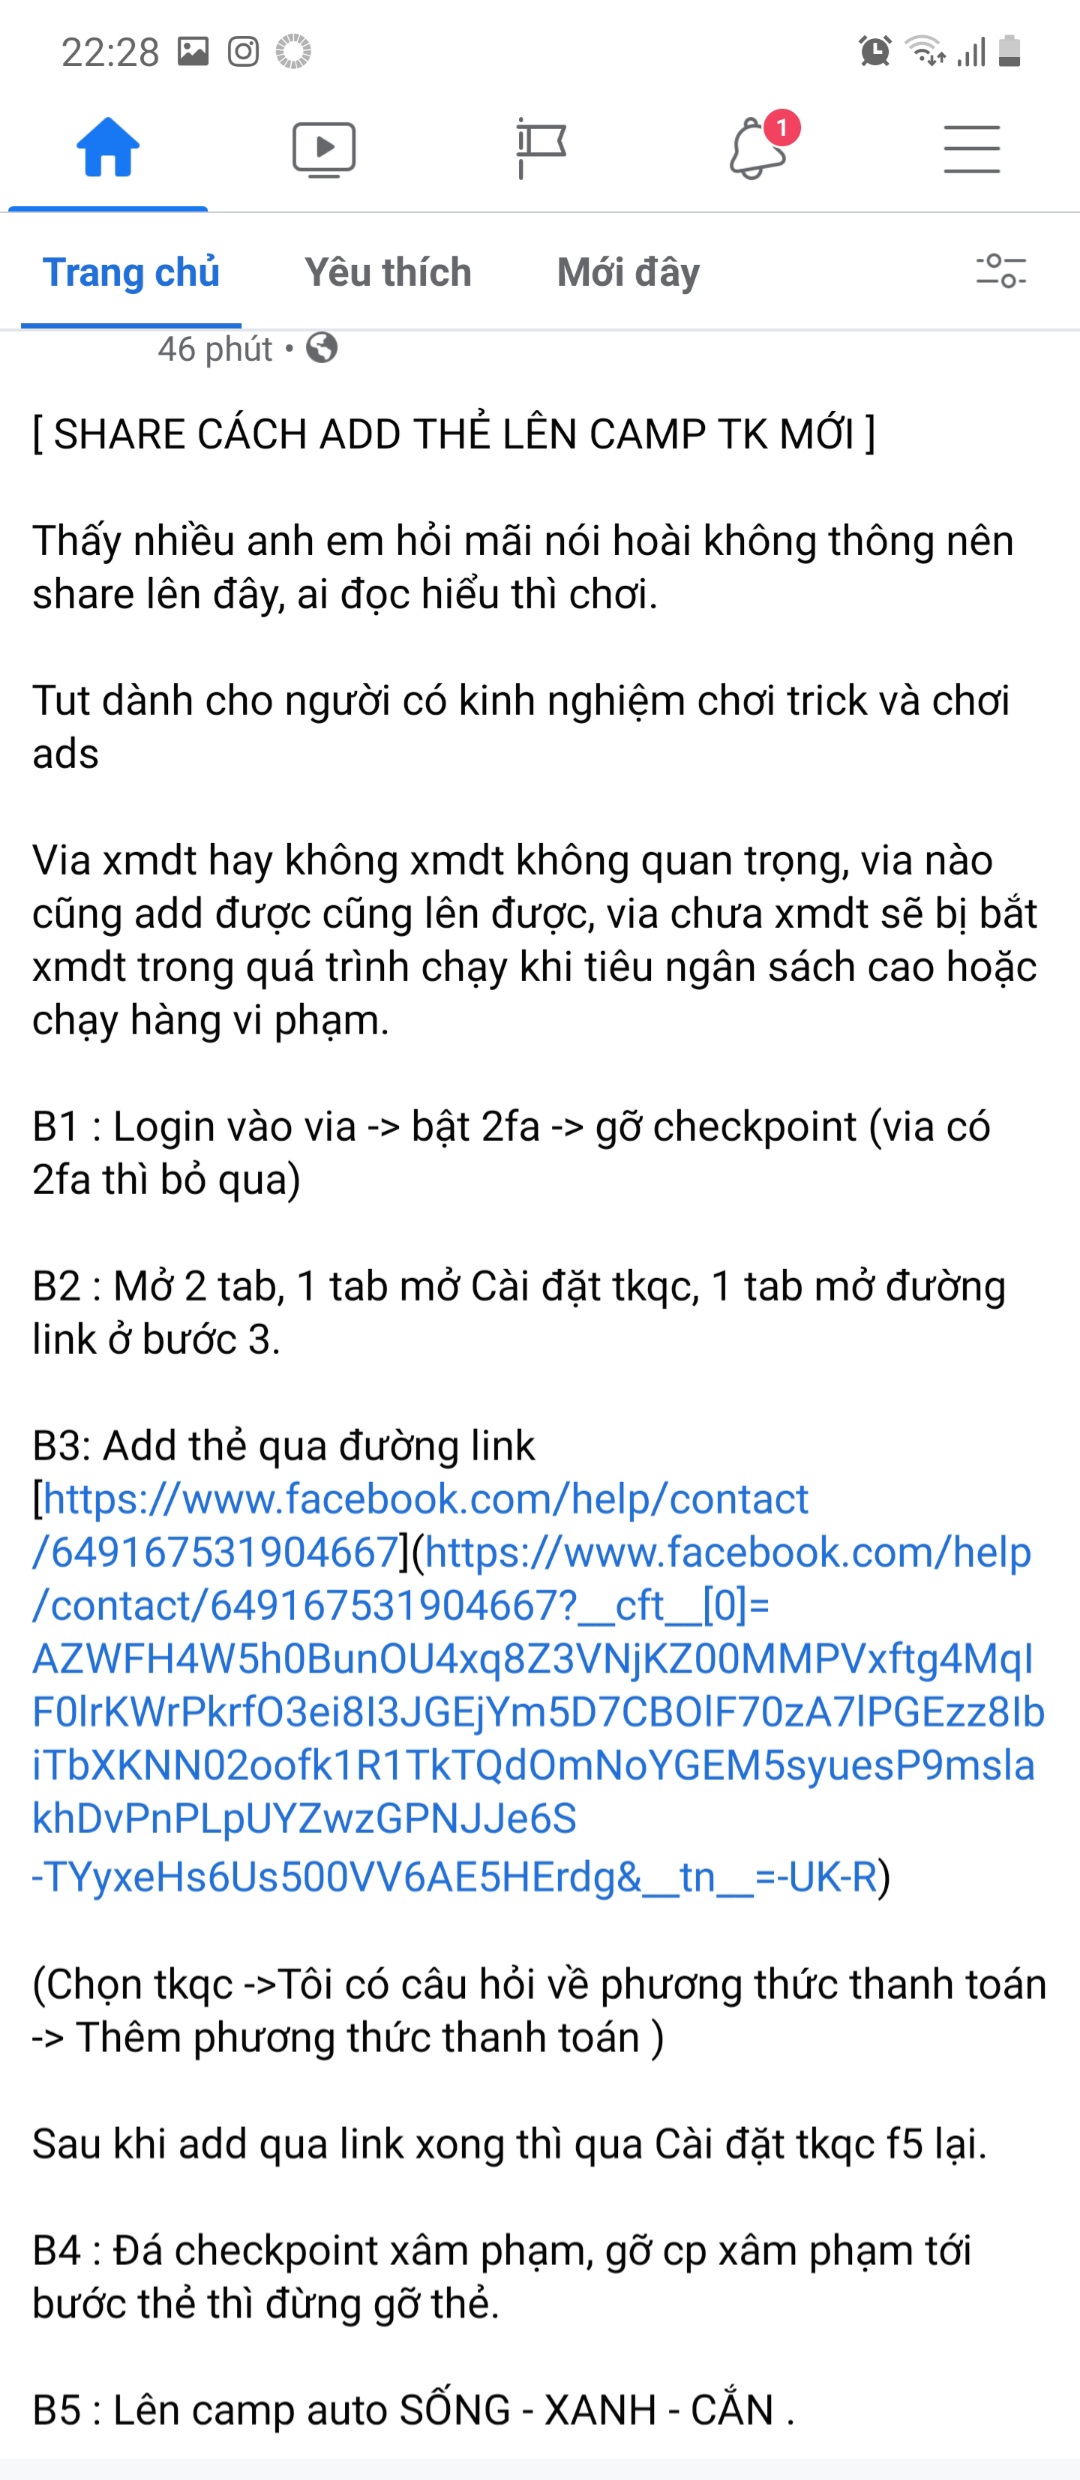 22:28
1
Trang chủ Yêu thích Mới đây
46 phút •
[ SHARE CÁCH ADD THẺ LÊN CAMP TK MỚI ]
Thấy nhiều anh em hỏi mãi nói hoài không thông nên
share lên đây, ai đọc hiểu thì chơi.
Tut dành cho người có kinh nghiệm chơi trick và chơi
ads
Via xmdt hay không xmdt không quan trọng, via nào
cũng add được cũng lên được, via chưa xmdt sẽ bị bắt
xmdt trong quá trình chạy khi tiêu ngân sách cao hoặc
chạy hàng vi phạm.
B1 : Login vào via -> bật 2fa -> gỡ checkpoint (via có
2fa thì bỏ qua)
B2 : Mở 2 tab, 1 tab mở Cài đặt tkqc, 1 tab mở đường
link ở bước 3.
B3: Add thẻ qua đường link
[https://www.facebook.com/help/contact
/649167531904667](https://www.facebook.com/help
/contact/649167531904667?__cft__[0]=
AZWFH4W5h0BunOU4xq8Z3VNjKZ00MMPVxftg4MqI
F0lrKWrPkrfO3ei8I3JGEjYm5D7CBOlF70zA7lPGEzz8Ib
iTbXKNN02oofk1R1TkTQdOmNoYGEM5syuesP9msla
khDvPnPLpUYZwzGPNJJe6S
-TYyxeHs6Us500VV6AE5HErdg&__tn__=-UK-R)
(Chọn tkqc ->Tôi có câu hỏi về phương thức thanh toán
-> Thêm phương thức thanh toán )
Sau khi add qua link xong thì qua Cài đặt tkqc f5 lại.
B4 : Đá checkpoint xâm phạm, gỡ cp xâm phạm tới
bước thẻ thì đừng gỡ thẻ.
B5 : Lên camp auto SỐNG - XANH - CẮN .